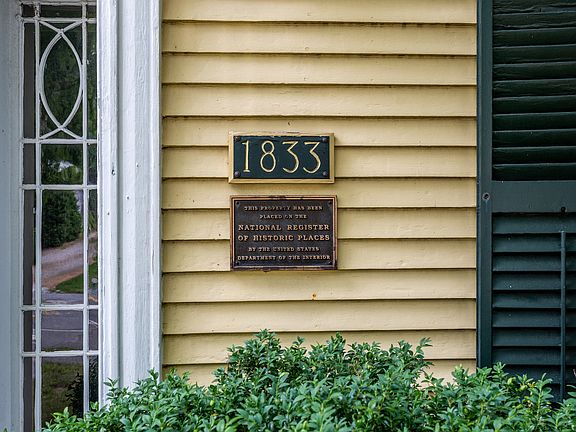 1833
THIS PROPERTY HAS BEEN
PLACED ON THE
NATIONAL REGISTER
OF HISTORIC PLACES
BY THE UNITED STATES
DEPARTMENT OF THE INTERIOR